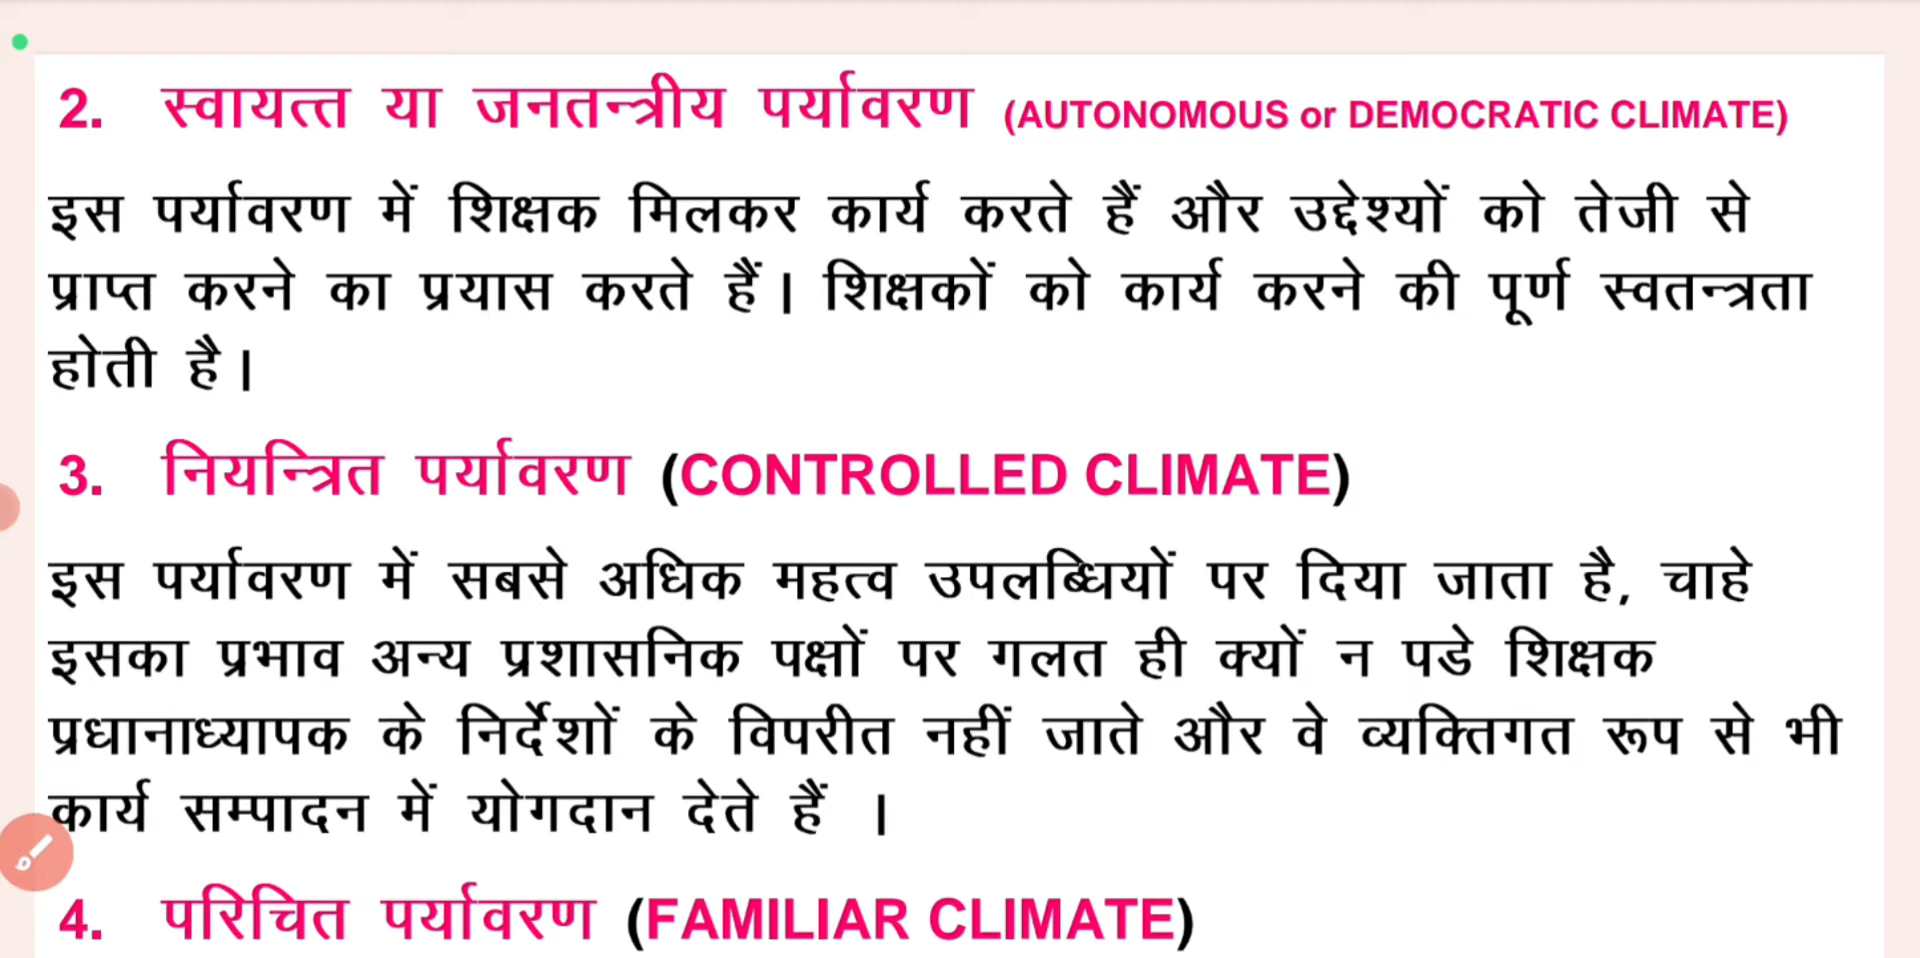 2. स्वायत्त या जनतन्त्रीय पर्यावरण (AUTONOMOUS or DEMOCRATIC CLIMATE)
इस पर्यावरण में शिक्षक मिलकर कार्य करते हैं और उद्देश्यों को तेजी से
प्राप्त करने का प्रयास करते हैं। शिक्षकों को कार्य करने की पूर्ण स्वतन्त्रता
होती है।
3. नियन्त्रित पर्यावरण (CONTROLLED CLIMATE)
इस पर्यावरण में सबसे अधिक महत्व उपलब्धियों पर दिया जाता है, चाहे
इसका प्रभाव अन्य प्रशासनिक पक्षों पर गलत ही क्यों न पडे शिक्षक
प्रधानाध्यापक के निर्देशों के विपरीत नहीं जाते और वे व्यक्तिगत रूप से भी
कार्य सम्पादन में योगदान देते हैं ।
4. परिचित पर्यावरण (FAMILIAR CLIMATE)